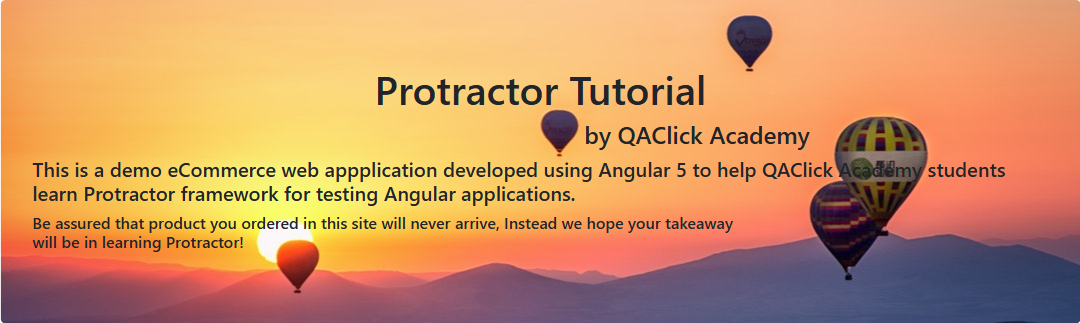 Protractor Tutorial
by QAClick Academy
This is a demo eCommerce web appplication developed using Angular 5 to help QAClick Academy students
learn Protractor framework for testing Angular applications.
Be assured that product you ordered in this site will never arrive, Instead we hope your takeaway
will be in learning Protractor!